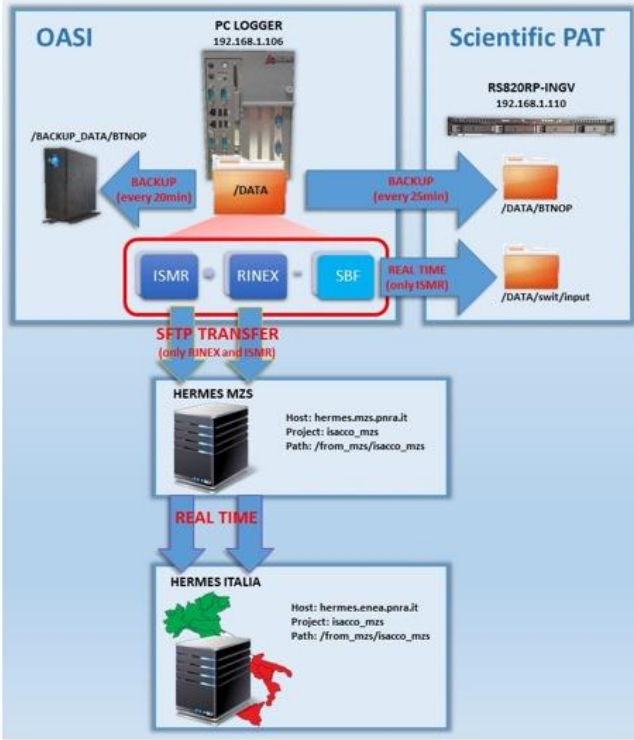 OASI
PC LOGGER
192.168.1.106
Scientific PAT
RS820RP-INGV
192.168.1.110
/BACKUP_DATA/BTNOP
BACKUP
(every 20min)
/DATA
BACKUP
(every 25min)
/DATA/BTNOP
ISMR - RINEX - SBF
REAL TIME
(only ISMR)
/DATA/swit/input
SFTP TRANSFER
(only RINEX and ISMR)
HERMES MZS
Host: hermes.mzs.pnra.it
Project: isacco_mzs
Path: /from_mzs/isacco_mzs
REAL TIME
HERMES ITALIA
Host: hermes.enea.pnra.it
Project: isacco_mzs
Path: /from_mzs/isacco_mzs